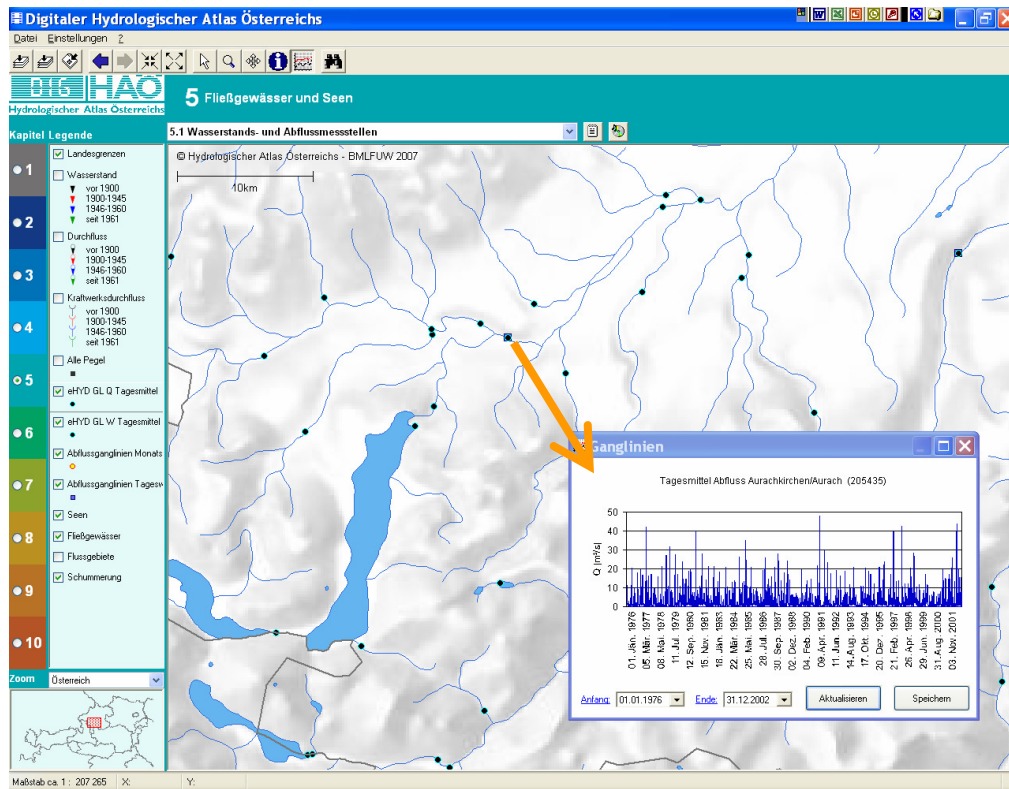 Digitaler Hydrologischer Atlas Österreichs
Datei Einstellungen ?
HAÖ
Hydrologischer Atlas Österreichs
5 Fließgewässer und Seen
Kapitel Legende
5.1 Wasserstands- und Abflussmessstellen
1
2
3
4
5
6
7
8
9
10
Landesgrenzen
Wasserstand
vor 1900
1900-1945
1946-1960
seit 1961
Durchfluss
vor 1900
1900-1945
1946-1960
seit 1961
Kraftwerksdurchfluss
vor 1900
1900-1945
1946-1960
seit 1961
Alle Pegel
eHYD GL Q Tagesmittel
eHYD GL W Tagesmittel
Abflussganglinien Monats
Abflussganglinien Tagesw
Seen
Fließgewässer
Flussgebiete
Schummerung
Zoom Österreich
© Hydrologischer Atlas Österreichs - BMLFUW 2007
10km
Ganglinien
Tagesmittel Abfluss Aurachkirchen/Aurach (205435)
Q [m³/s]
50
40
30
20
10
0
01. Jän. 1976
05. Mär. 1977
08. Mai. 1978
11. Jul. 1979
12. Sep. 1980
15. Nov. 1981
18. Jän. 1983
22. Mär. 1984
25. Mai. 1985
28. Jul. 1986
30. Sep. 1987
02. Dez. 1988
04. Feb. 1990
09. Apr. 1991
11. Jun. 1992
14. Aug. 1993
17. Okt. 1994
20. Dez. 1995
21. Feb. 1997
26. Apr. 1998
29. Jun. 1999
31. Aug. 2000
03. Nov. 2001
Anfang: 01.01.1976 Ende: 31.12.2002 Aktualisieren Speichern
Maßstab ca. 1 : 207 265 X: Y: